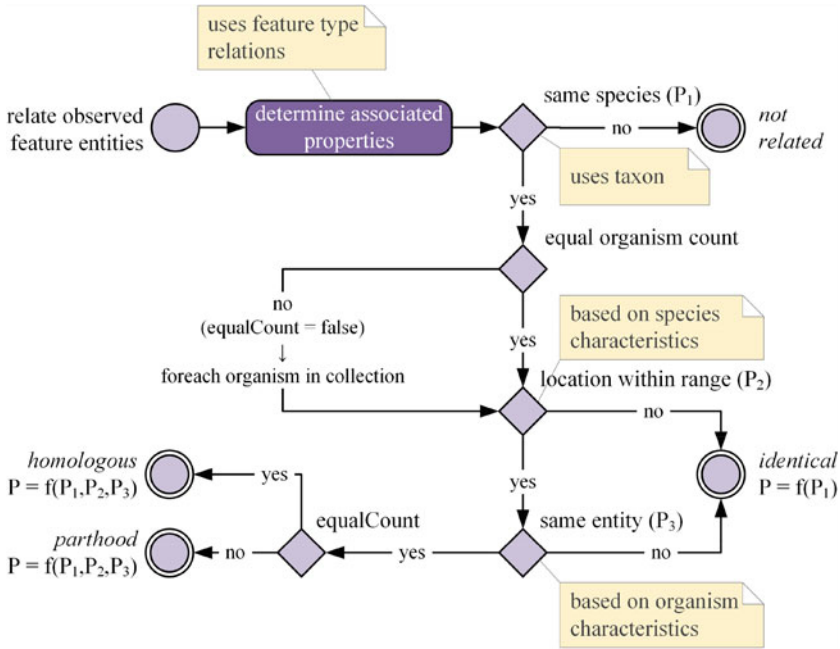 uses feature type
relations
relate observed
feature entities
determine associated
properties
same species (P₁)
no
not
related
uses taxon
yes
equal organism count
no
(equalCount = false)
↓
foreach organism in collection
yes
based on species
characteristics
location within range (P₂)
no
identical
P = f(P₁)
yes
same entity (P₃)
no
based on organism
characteristics
yes
equalCount
yes
homologous
P = f(P₁,P₂,P₃)
no
parthood
P = f(P₁,P₂,P₃)